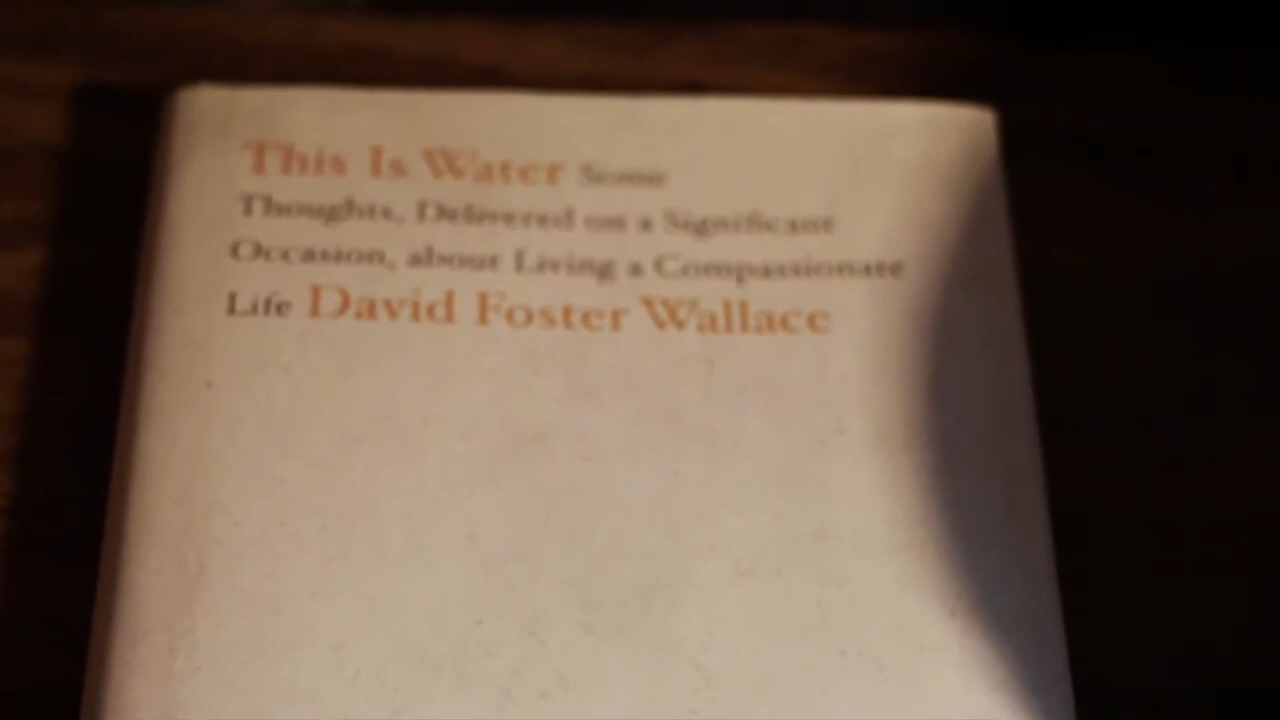 This Is Water Some
Thoughts, Delivered on a Significant
Occasion, about Living a Compassionate
Life David Foster Wallace